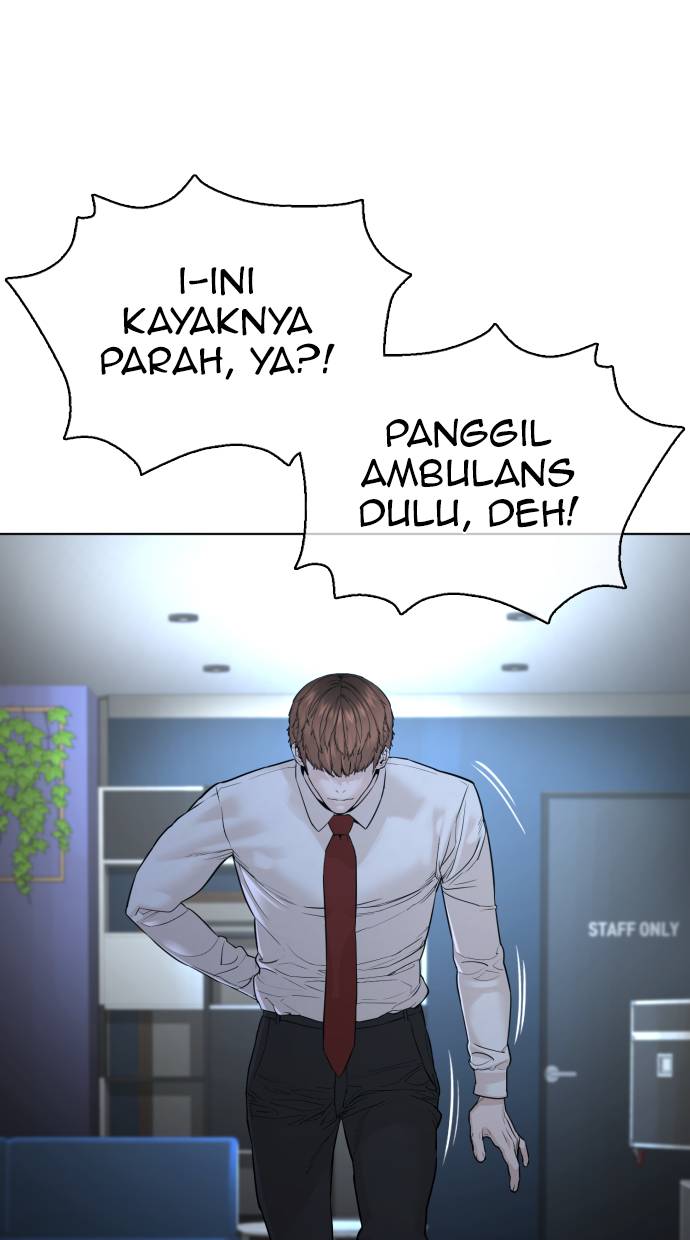 I-INI
KAYAKNYA
PARAH, YA?!
PANGGIL
AMBULANS
DULU, DEH!
STAFF ONLY